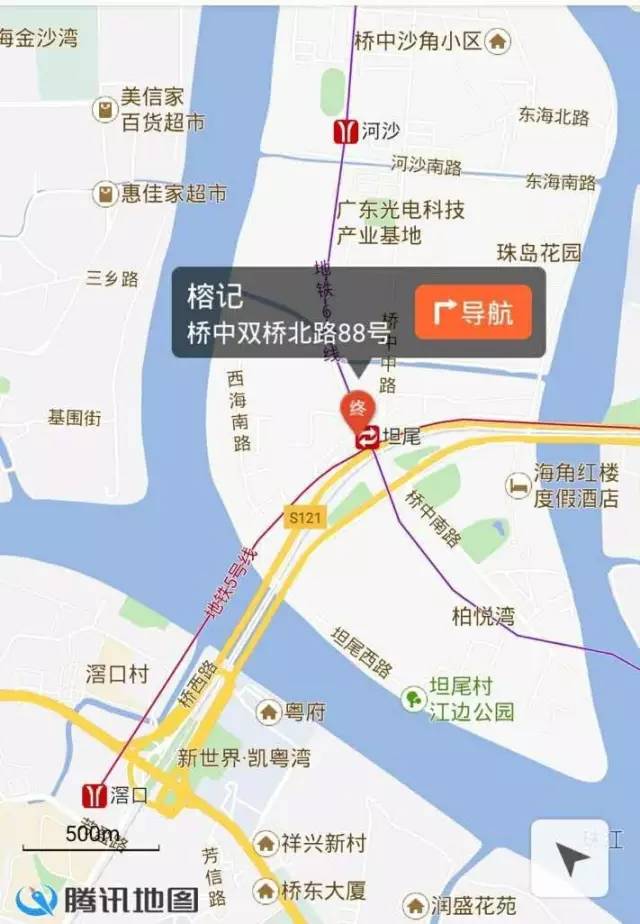 海金沙湾
桥中沙角小区
美信家
百货超市
东海北路
河沙
河沙南路
东海南路
惠佳家超市
广东光电科技
产业基地
珠岛花园
三乡路
地铁6号线
榕记
桥中双桥北路88号
导航
桥中中路
西海南路
基围街
终
坦尾
海角红楼
度假酒店
S121
桥中南路
地铁5号线
柏悦湾
坦尾西路
滘口村
桥西路
坦尾村
江边公园
粤府
新世界·凯粤湾
滘口
500m
祥兴新村
芳信路
桥东大厦
润盛花苑
腾讯地图